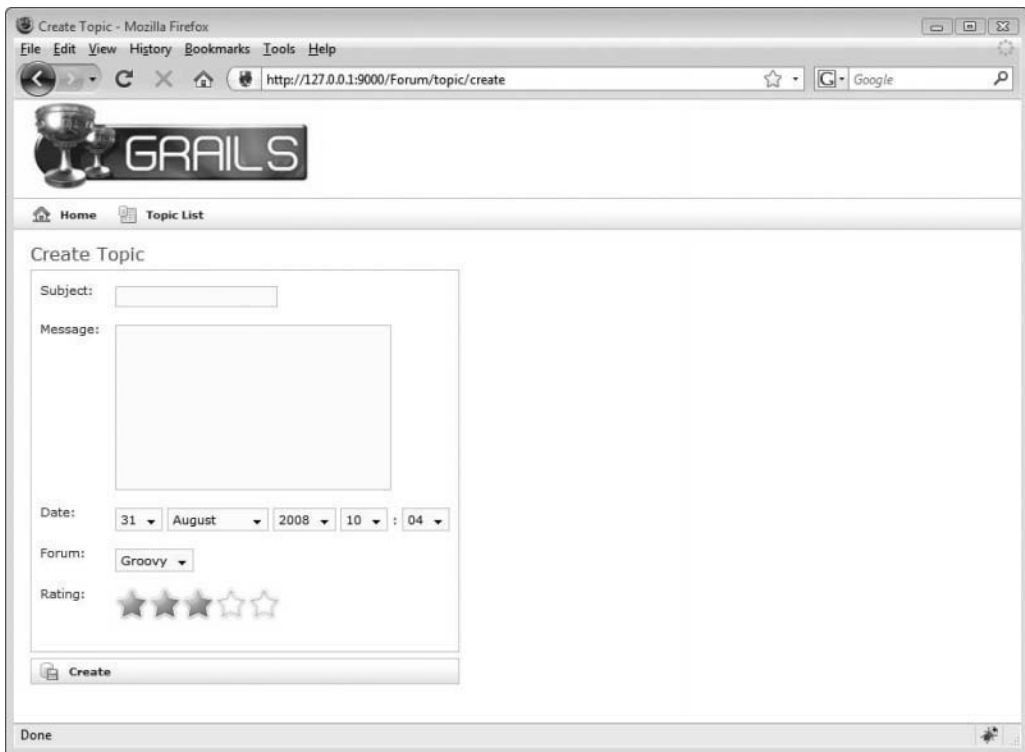 Create Topic - Mozilla Firefox
File Edit View History Bookmarks Tools Help
http://127.0.0.1:9000/Forum/topic/create
G Google
GRAILS
Home Topic List
Create Topic
Subject:
Message:
Date: 31 August 2008 10 : 04
Forum: Groovy
Rating:
Create
Done